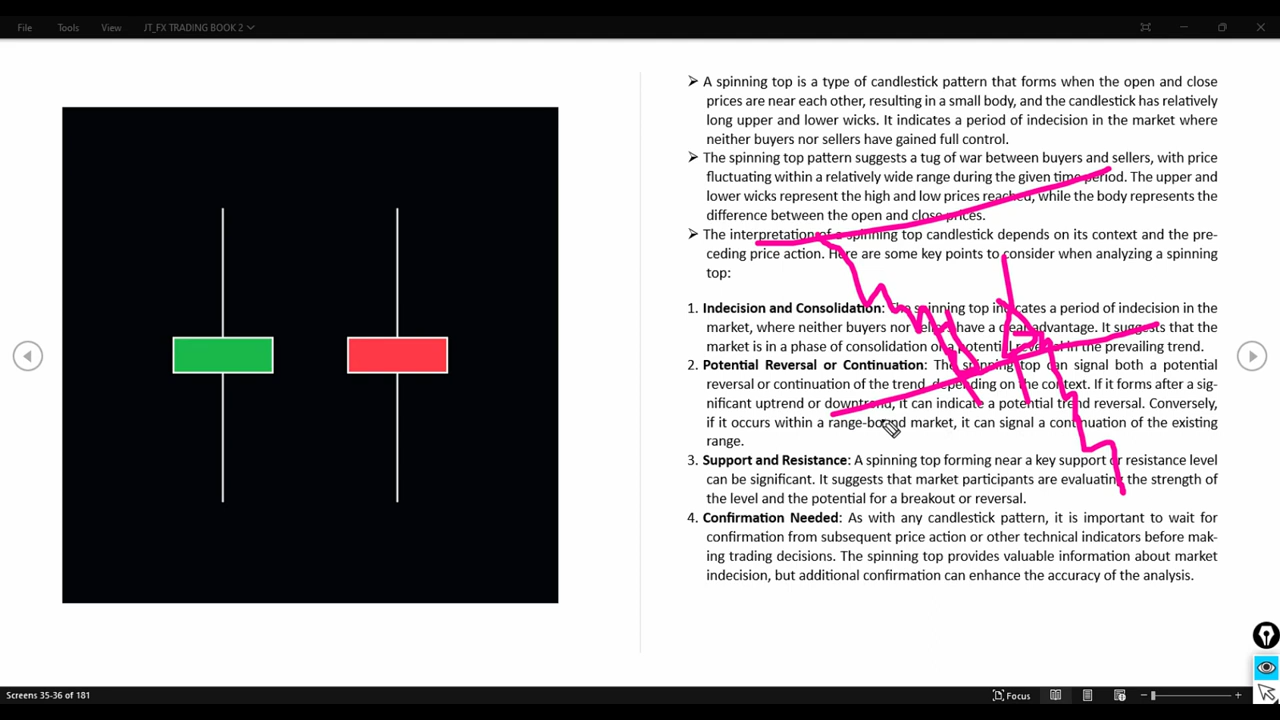 File Tools View JT_FX TRADING BOOK 2
➢ A spinning top is a type of candlestick pattern that forms when the open and close
prices are near each other, resulting in a small body, and the candlestick has relatively
long upper and lower wicks. It indicates a period of indecision in the market where
neither buyers nor sellers have gained full control.
➢ The spinning top pattern suggests a tug of war between buyers and sellers, with price
fluctuating within a relatively wide range during the given time period. The upper and
lower wicks represent the high and low prices reached, while the body represents the
difference between the open and close prices.
➢ The interpretation of a spinning top candlestick depends on its context and the pre-
ceding price action. Here are some key points to consider when analyzing a spinning
top:
1. Indecision and Consolidation: The spinning top indicates a period of indecision in the
market, where neither buyers nor sellers have a clear advantage. It suggests that the
market is in a phase of consolidation or a potential reversal in the prevailing trend.
2. Potential Reversal or Continuation: The spinning top can signal both a potential
reversal or continuation of the trend, depending on the context. If it forms after a sig-
nificant uptrend or downtrend, it can indicate a potential trend reversal. Conversely,
if it occurs within a range-bound market, it can signal a continuation of the existing
range.
3. Support and Resistance: A spinning top forming near a key support or resistance level
can be significant. It suggests that market participants are evaluating the strength of
the level and the potential for a breakout or reversal.
4. Confirmation Needed: As with any candlestick pattern, it is important to wait for
confirmation from subsequent price action or other technical indicators before mak-
ing trading decisions. The spinning top provides valuable information about market
indecision, but additional confirmation can enhance the accuracy of the analysis.
Screens 35-36 of 181 Focus